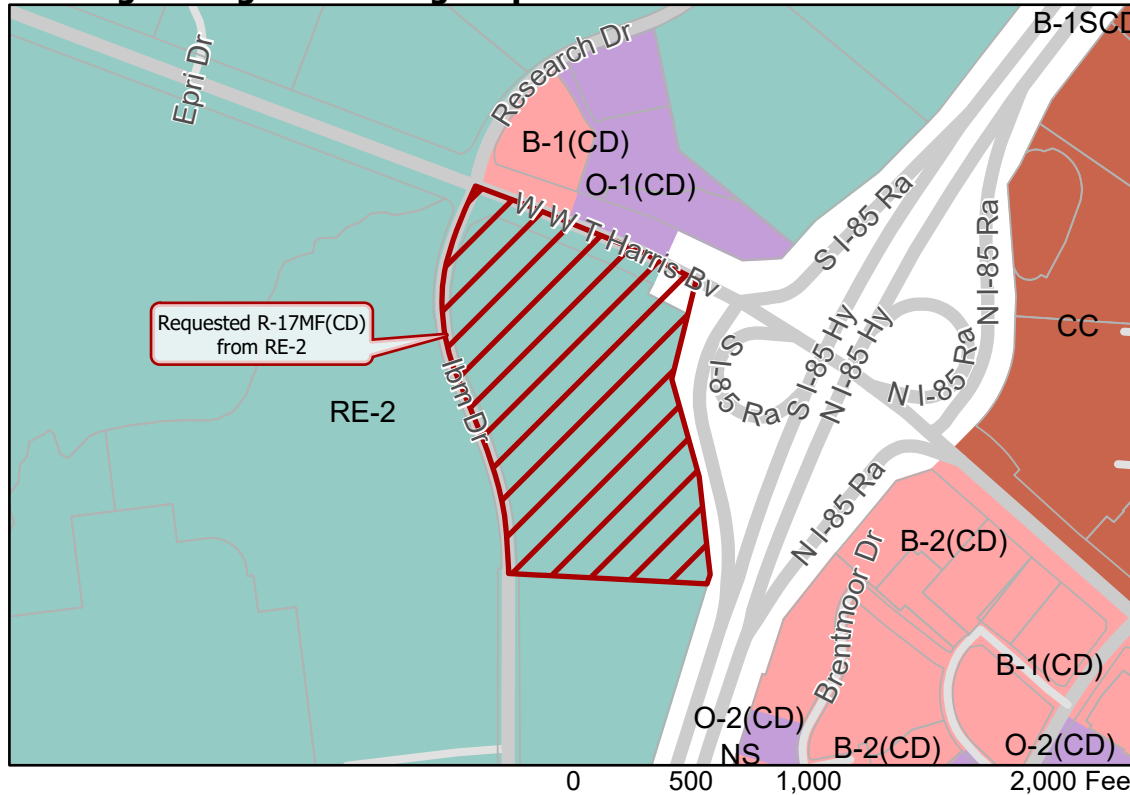 B-1SCD
Epri Dr
Research Dr
B-1(CD)
O-1(CD)
W W T Harris Bv
S I-85 Ra
N I-85 Ra
Requested R-17MF(CD)
from RE-2
CC
S I-85 Hy
N I-85 Hy
S I-85 Ra
N I-85 Ra
Ibm Dr
RE-2
N I-85 Ra
B-2(CD)
Brentmoor Dr
B-1(CD)
O-2(CD)
NS
B-2(CD)
O-2(CD)
0 500 1,000 2,000 Fee